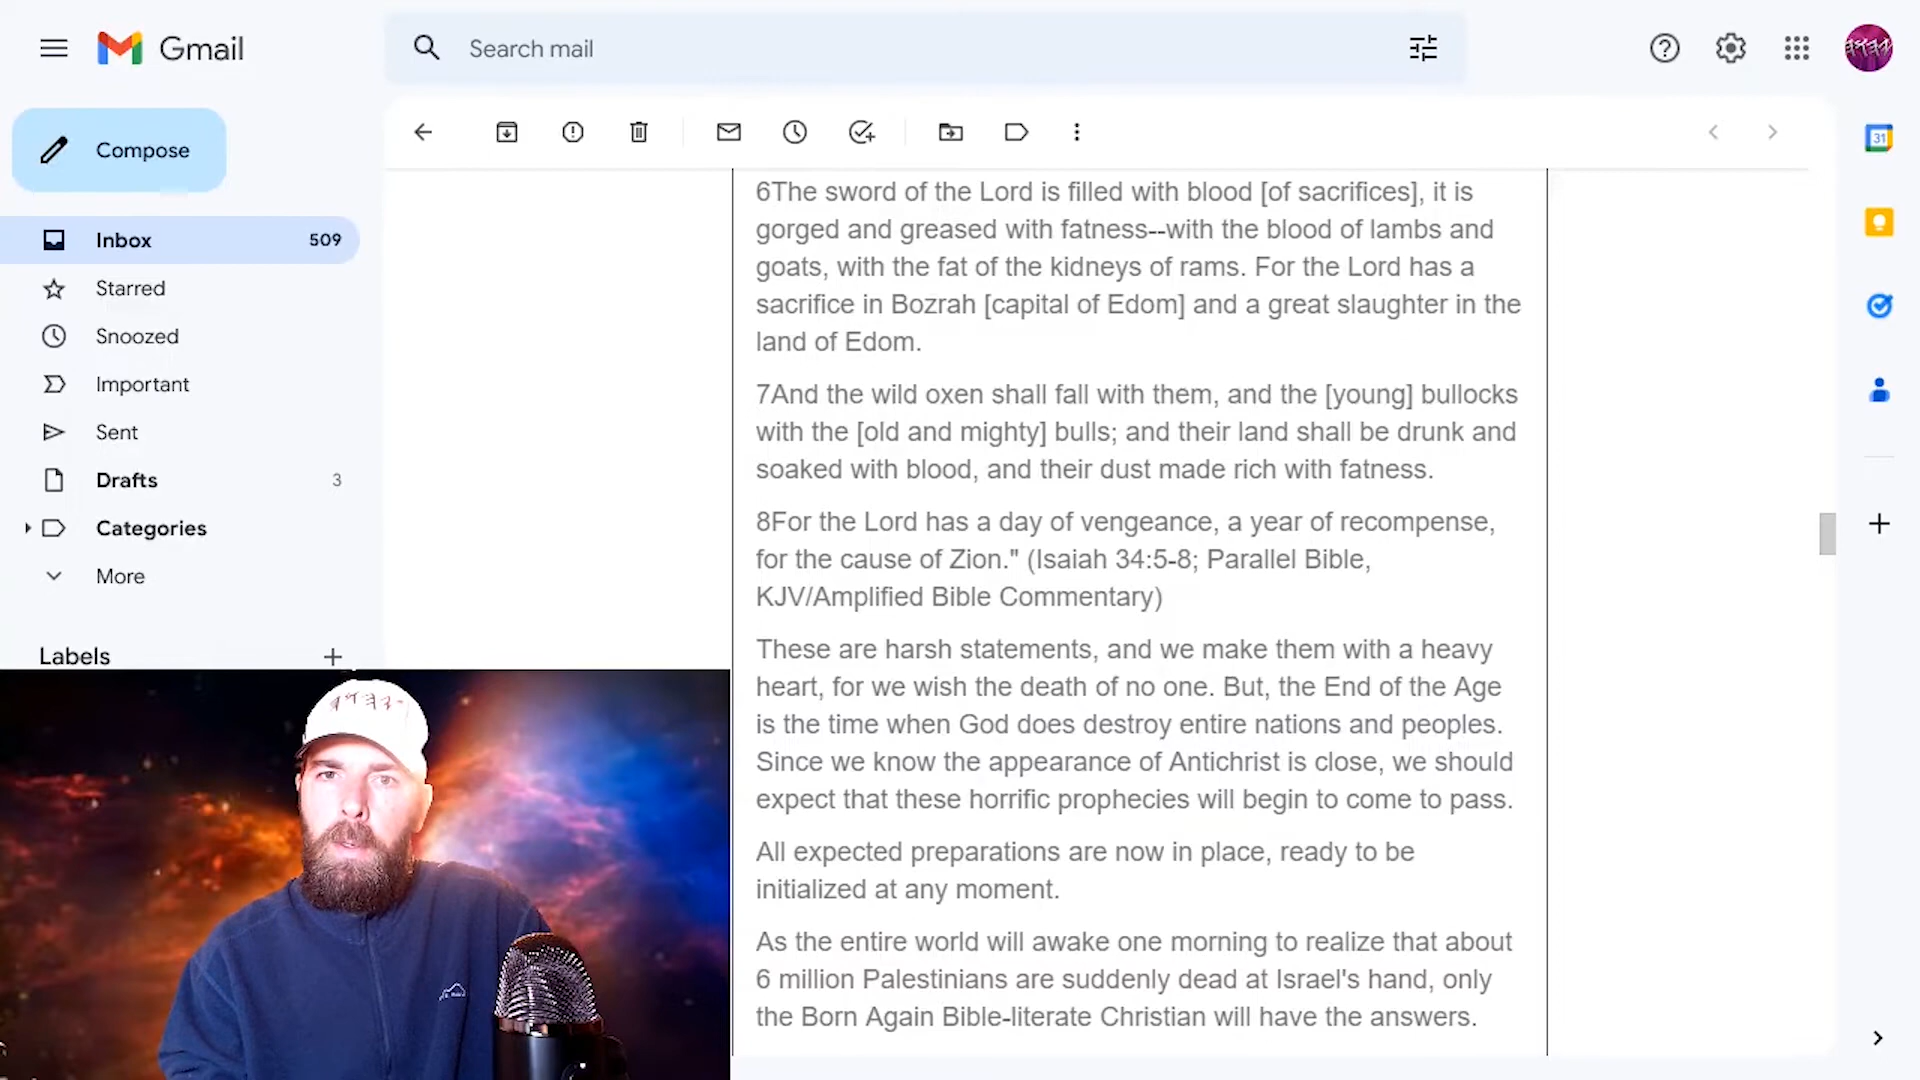 Gmail
Search mail
Compose
Inbox 509
Starred
Snoozed
Important
Sent
Drafts 3
Categories
More
Labels
31
6The sword of the Lord is filled with blood [of sacrifices], it is
gorged and greased with fatness--with the blood of lambs and
goats, with the fat of the kidneys of rams. For the Lord has a
sacrifice in Bozrah [capital of Edom] and a great slaughter in the
land of Edom.
7And the wild oxen shall fall with them, and the [young] bullocks
with the [old and mighty] bulls; and their land shall be drunk and
soaked with blood, and their dust made rich with fatness.
8For the Lord has a day of vengeance, a year of recompense,
for the cause of Zion." (Isaiah 34:5-8; Parallel Bible,
KJV/Amplified Bible Commentary)
These are harsh statements, and we make them with a heavy
heart, for we wish the death of no one. But, the End of the Age
is the time when God does destroy entire nations and peoples.
Since we know the appearance of Antichrist is close, we should
expect that these horrific prophecies will begin to come to pass.
All expected preparations are now in place, ready to be
initialized at any moment.
As the entire world will awake one morning to realize that about
6 million Palestinians are suddenly dead at Israel's hand, only
the Born Again Bible-literate Christian will have the answers.